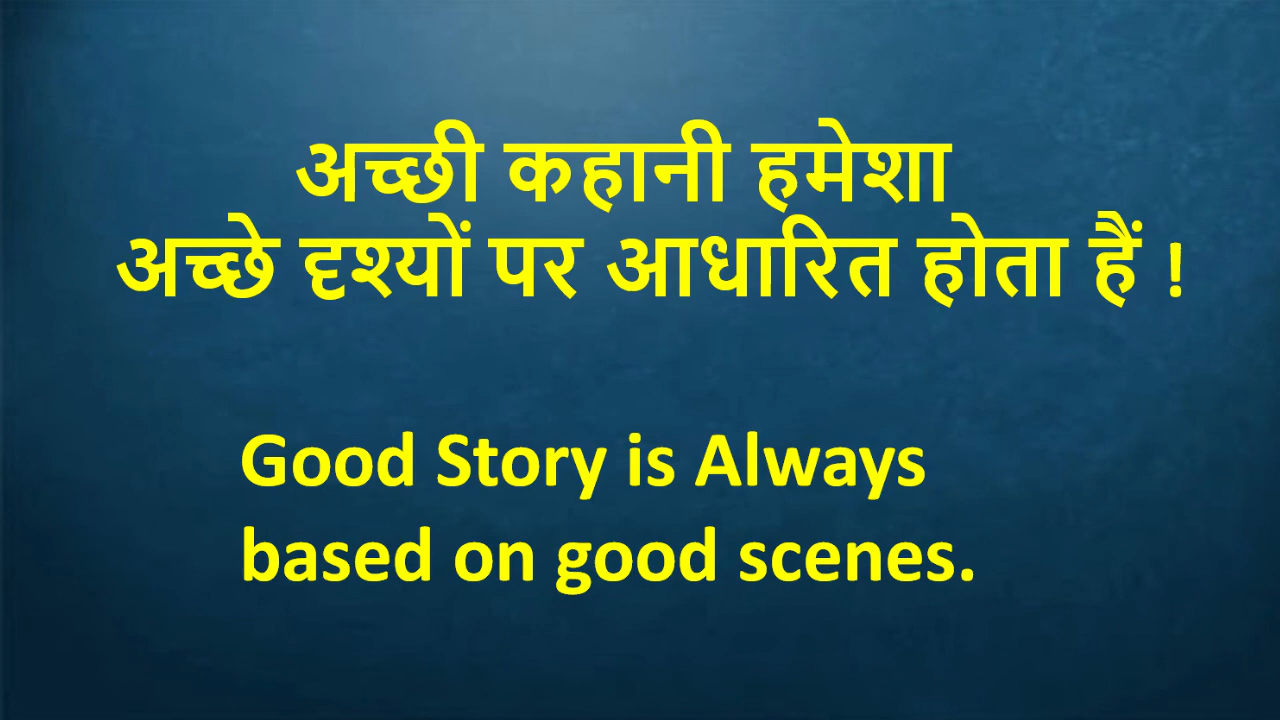 अच्छी कहानी हमेशा
अच्छे दृश्यों पर आधारित होता हैं !
Good Story is Always
based on good scenes.